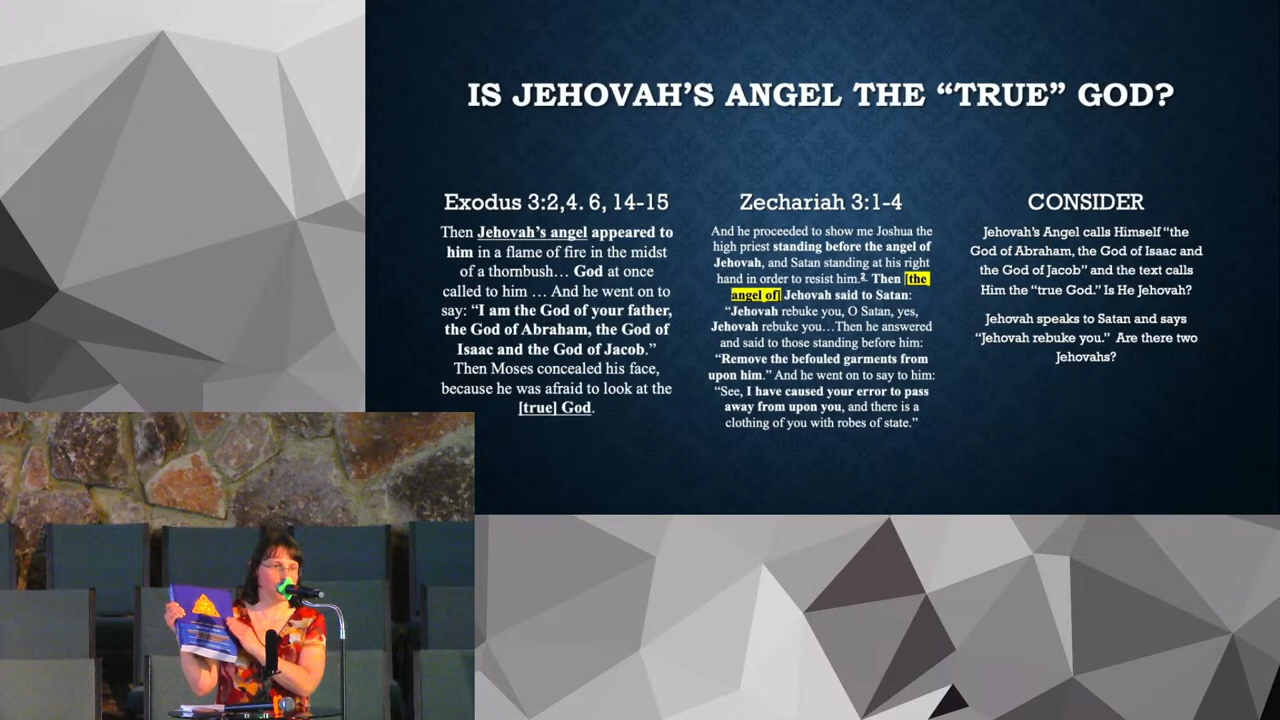 IS JEHOVAH'S ANGEL THE “TRUE” GOD?
Exodus 3:2,4. 6, 14-15
Then Jehovah's angel appeared to
him in a flame of fire in the midst
of a thornbush… God at once
called to him … And he went on to
say: “I am the God of your father,
the God of Abraham, the God of
Isaac and the God of Jacob.”
Then Moses concealed his face,
because he was afraid to look at the
[true] God.
Zechariah 3:1-4
And he proceeded to show me Joshua the
high priest standing before the angel of
Jehovah, and Satan standing at his right
hand in order to resist him.2 Then [the
angel of] Jehovah said to Satan:
“Jehovah rebuke you, O Satan, yes,
Jehovah rebuke you…Then he answered
and said to those standing before him:
“Remove the befouled garments from
upon him.” And he went on to say to him:
“See, I have caused your error to pass
away from upon you, and there is a
clothing of you with robes of state.”
CONSIDER
Jehovah's Angel calls Himself “the
God of Abraham, the God of Isaac and
the God of Jacob” and the text calls
Him the “true God.” Is He Jehovah?
Jehovah speaks to Satan and says
“Jehovah rebuke you.” Are there two
Jehovahs?